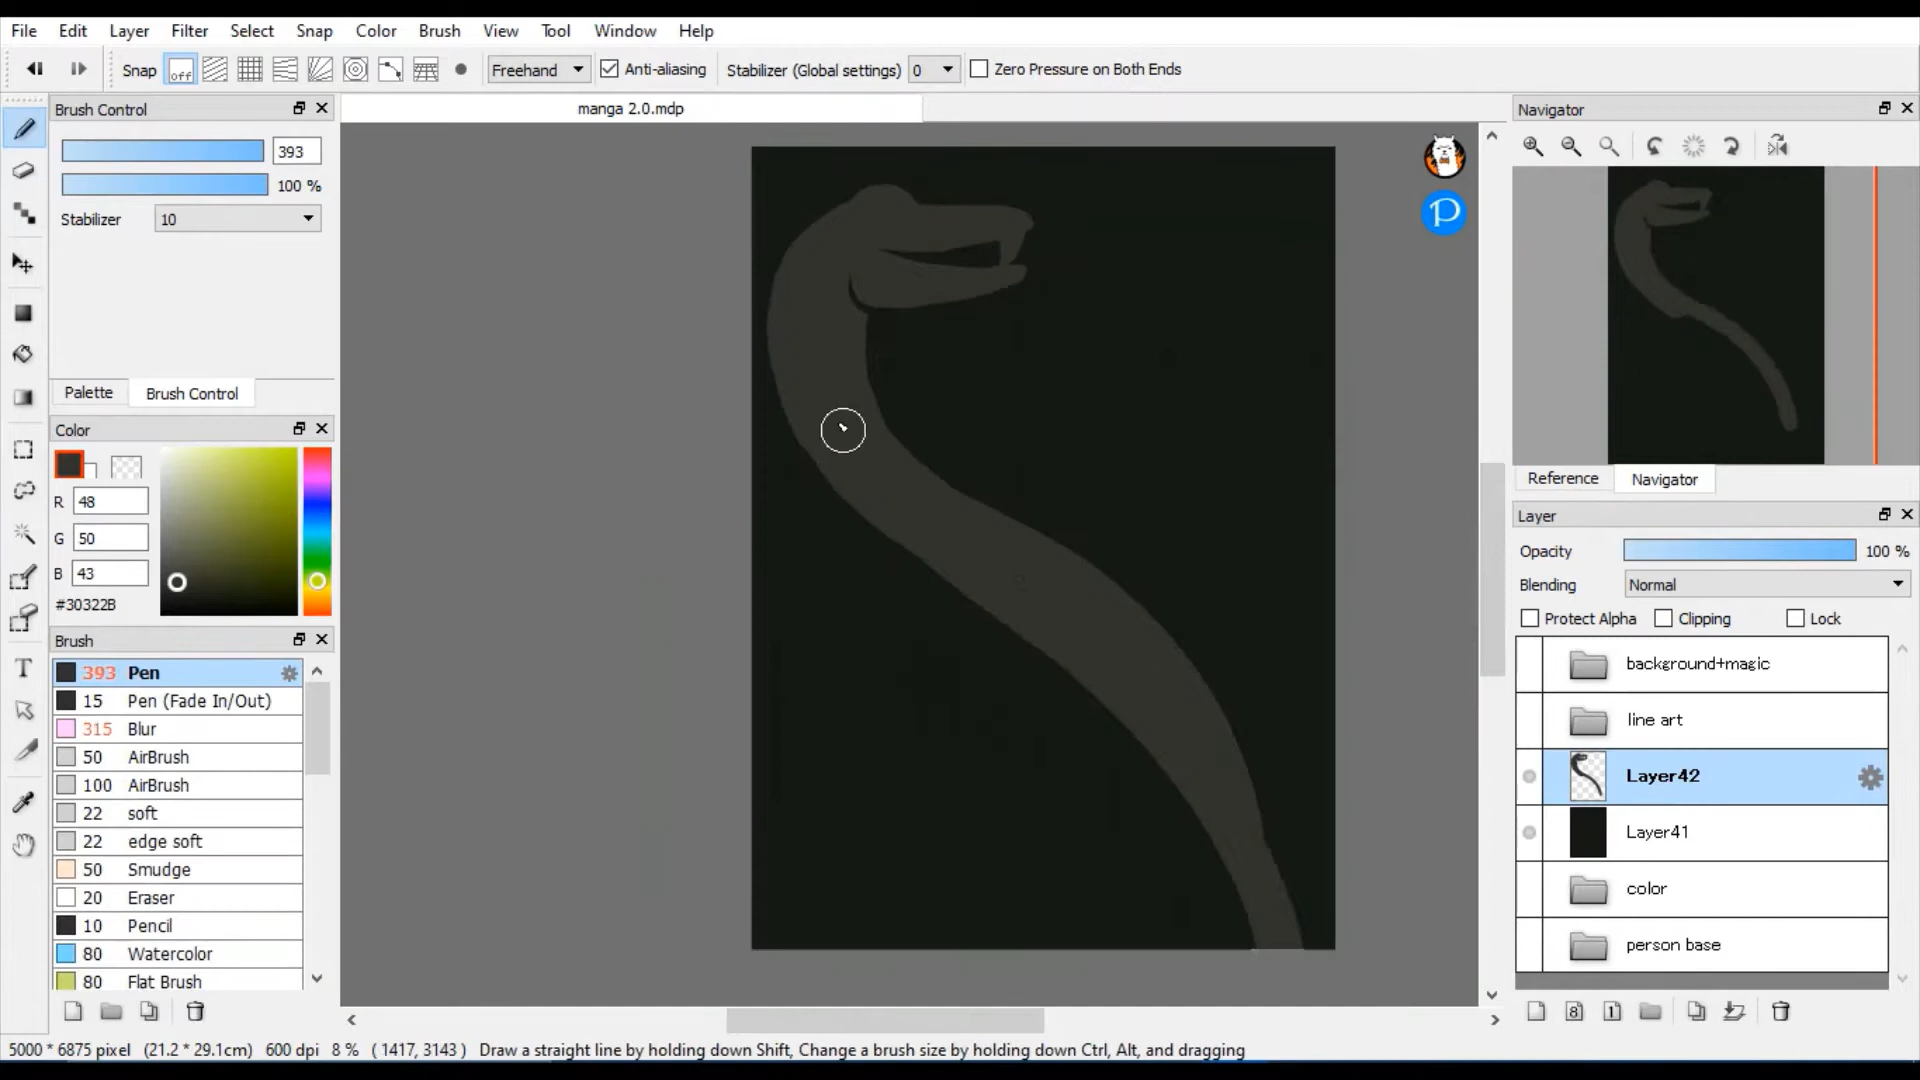 File Edit Layer Filter Select Snap Color Brush View Tool Window Help
Snap off Freehand Anti-aliasing Stabilizer (Global settings) 0 Zero Pressure on Both Ends
Brush Control
manga 2.0.mdp
Navigator
393
100 %
Stabilizer 10
P
Palette Brush Control
Color
R 48
G 50
B 43
#30322B
Reference Navigator
Layer
Opacity 100 %
Blending Normal
Protect Alpha Clipping Lock
background+magic
line art
Layer42
Layer41
color
person base
8 1
Brush
393 Pen
15 Pen (Fade In/Out)
315 Blur
50 AirBrush
100 AirBrush
22 soft
22 edge soft
50 Smudge
20 Eraser
10 Pencil
80 Watercolor
80 Flat Brush
T
5000 * 6875 pixel (21.2 * 29.1cm) 600 dpi 8 % ( 1417, 3143 ) Draw a straight line by holding down Shift, Change a brush size by holding down Ctrl, Alt, and dragging